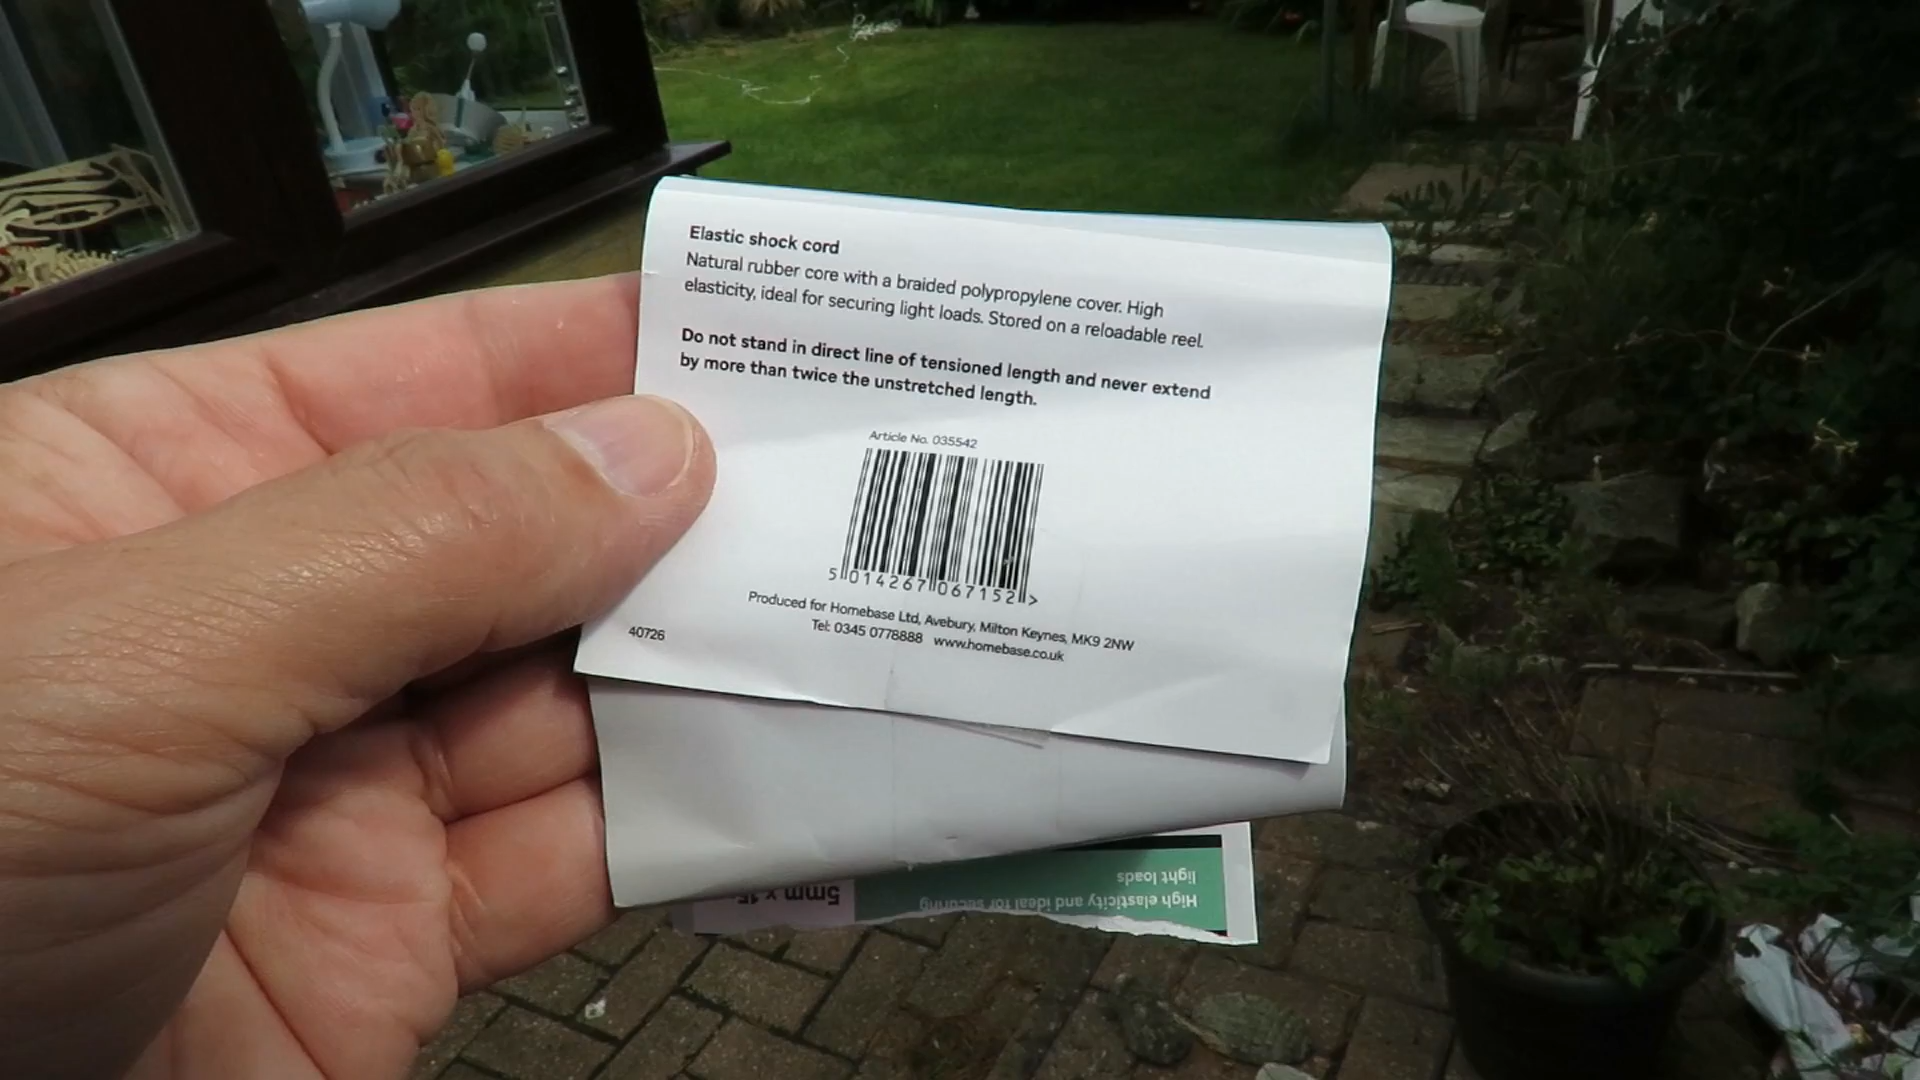 Elastic shock cord
Natural rubber core with a braided polypropylene cover. High
elasticity, ideal for securing light loads. Stored on a reloadable reel.
Do not stand in direct line of tensioned length and never extend
by more than twice the unstretched length.
Article No. 035542
5 014267 067152 >
Produced for Homebase Ltd, Avebury, Milton Keynes, MK9 2NW
Tel: 0345 0778888 www.homebase.co.uk
40726
High elasticity and ideal for securing
light loads
5mm x